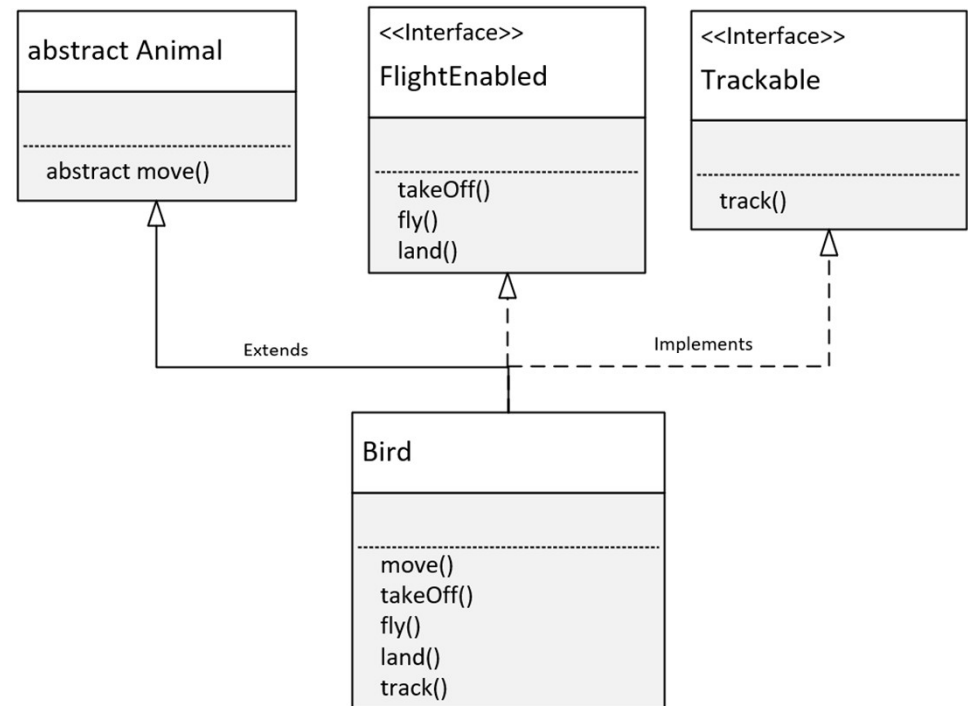 abstract Animal
abstract move()
<<Interface>>
FlightEnabled
takeOff()
fly()
land()
<<Interface>>
Trackable
track()
Extends
Implements
Bird
move()
takeOff()
fly()
land()
track()